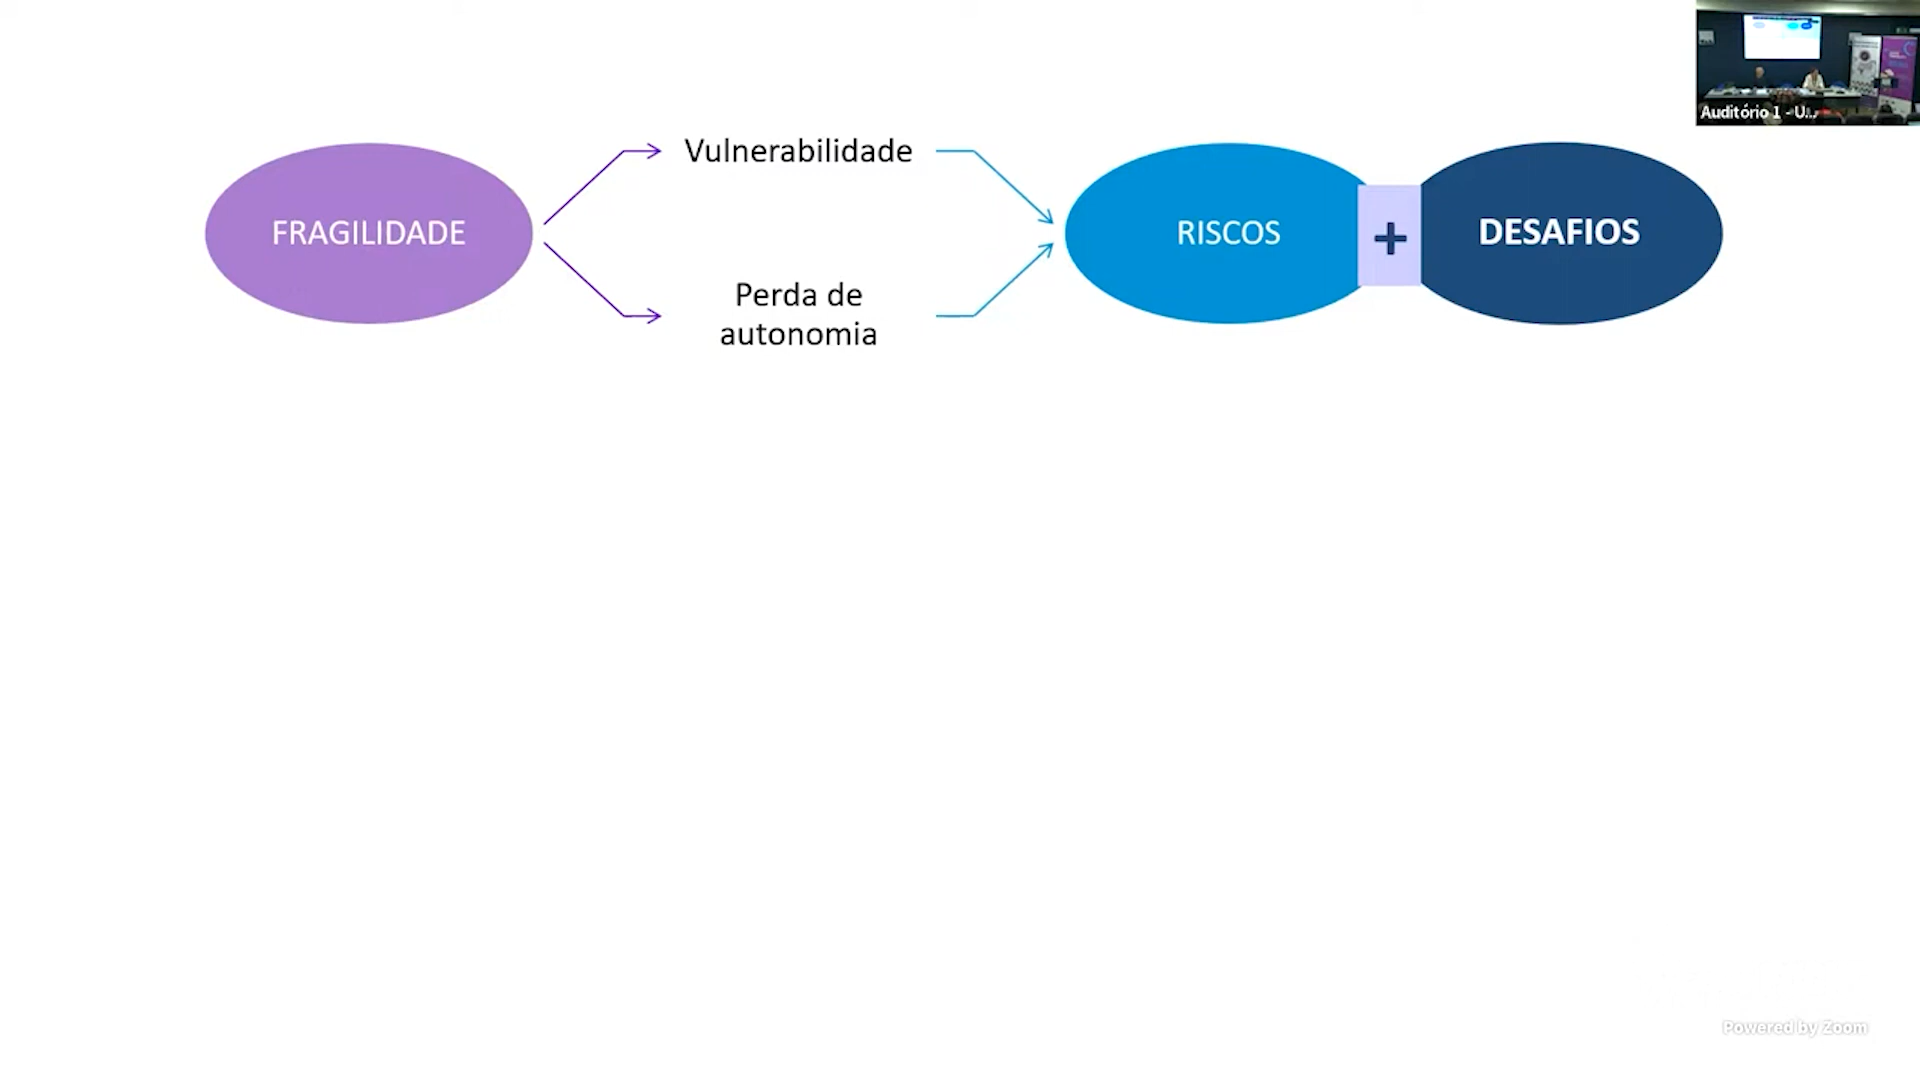 Auditório 1 - U...
Vulnerabilidade
FRAGILIDADE
RISCOS
+
DESAFIOS
Perda de
autonomia
Powered by Zoom